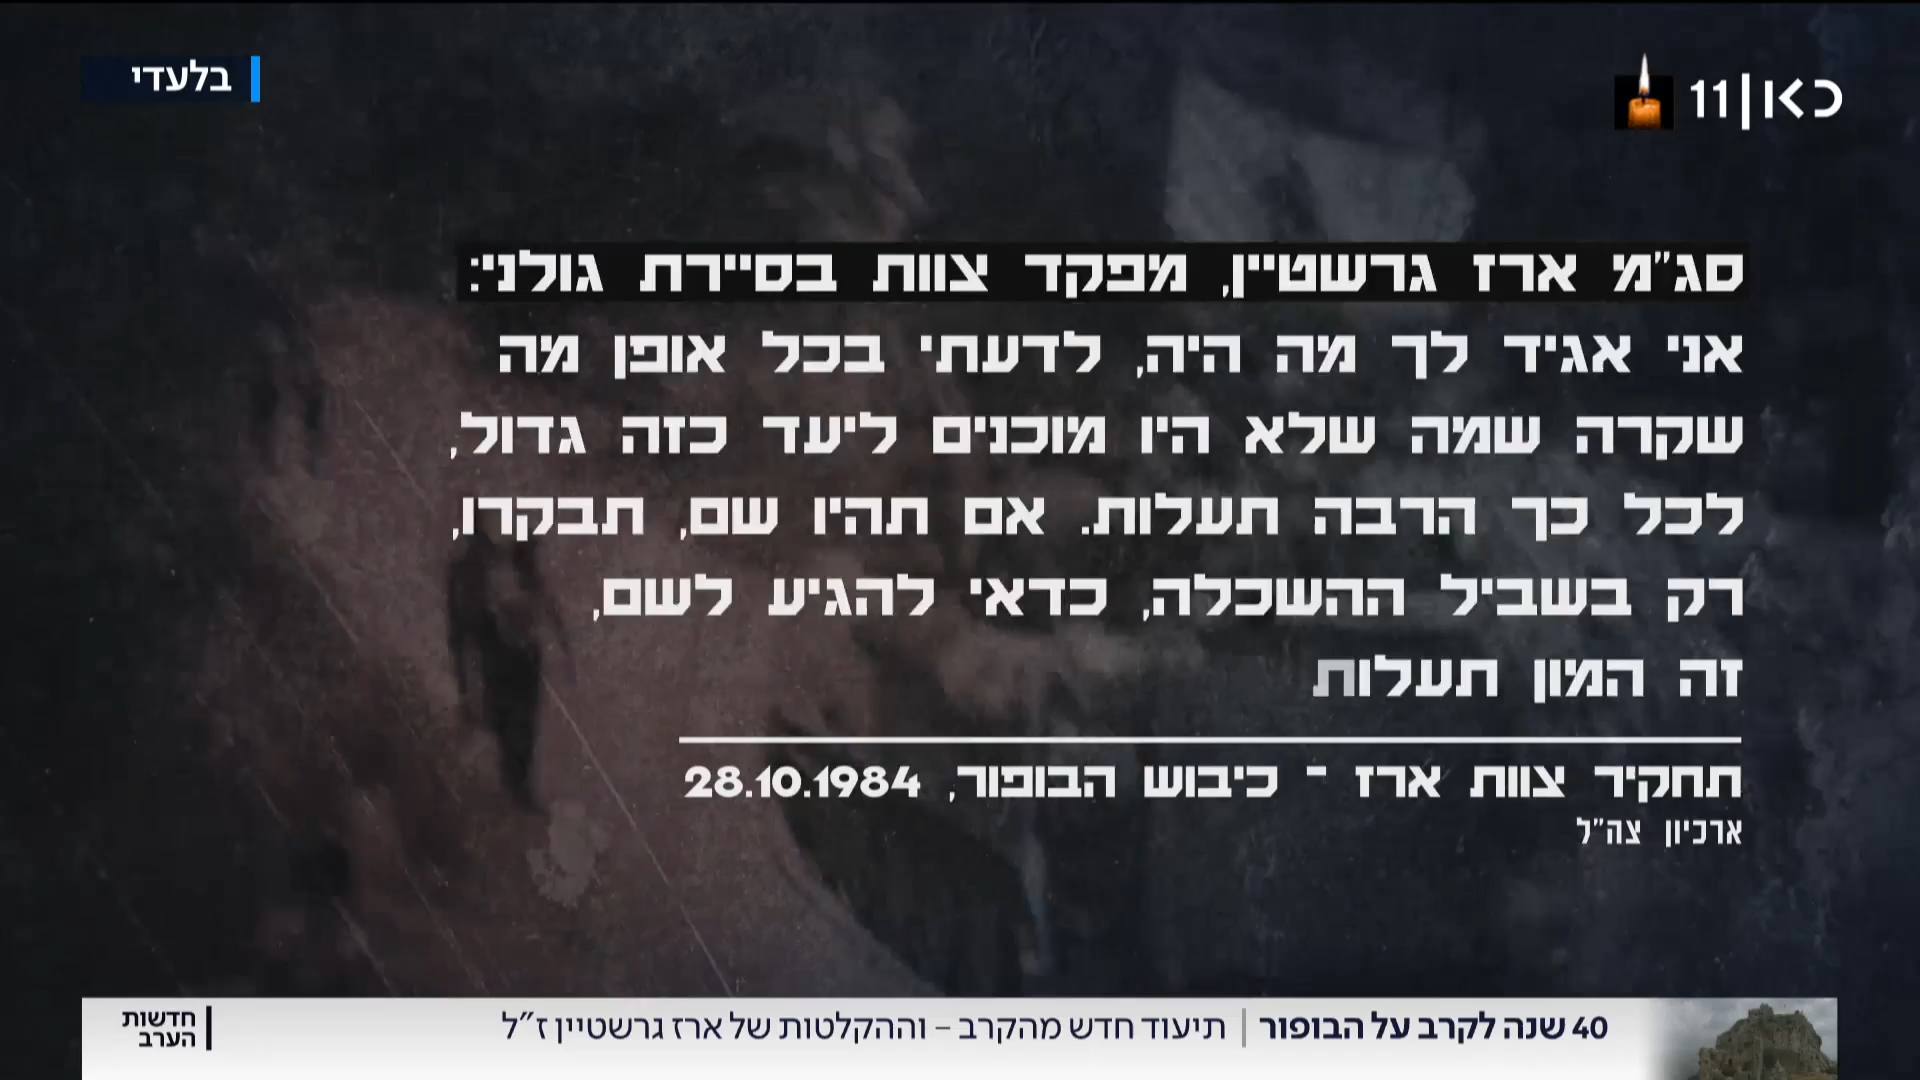 בלעדי
כאן 11
סג"מ ארז גרשטיין, מפקד צוות בסיירת גולני:
אני אגיד לך מה היה, לדעתי בכל אופן מה
שקרה שמה שלא היו מוכנים ליעד כזה גדול,
לכל כך הרבה תעלות. אם תהיו שם, תבקרו,
רק בשביל ההשכלה, כדאי להגיע לשם,
זה המון תעלות
תחקיר צוות ארז - כיבוש הבופור, 28.10.1984
ארכיון צה"ל
40 שנה לקרב על הבופור | תיעוד חדש מהקרב – וההקלטות של ארז גרשטיין ז"ל
חדשות
הערב